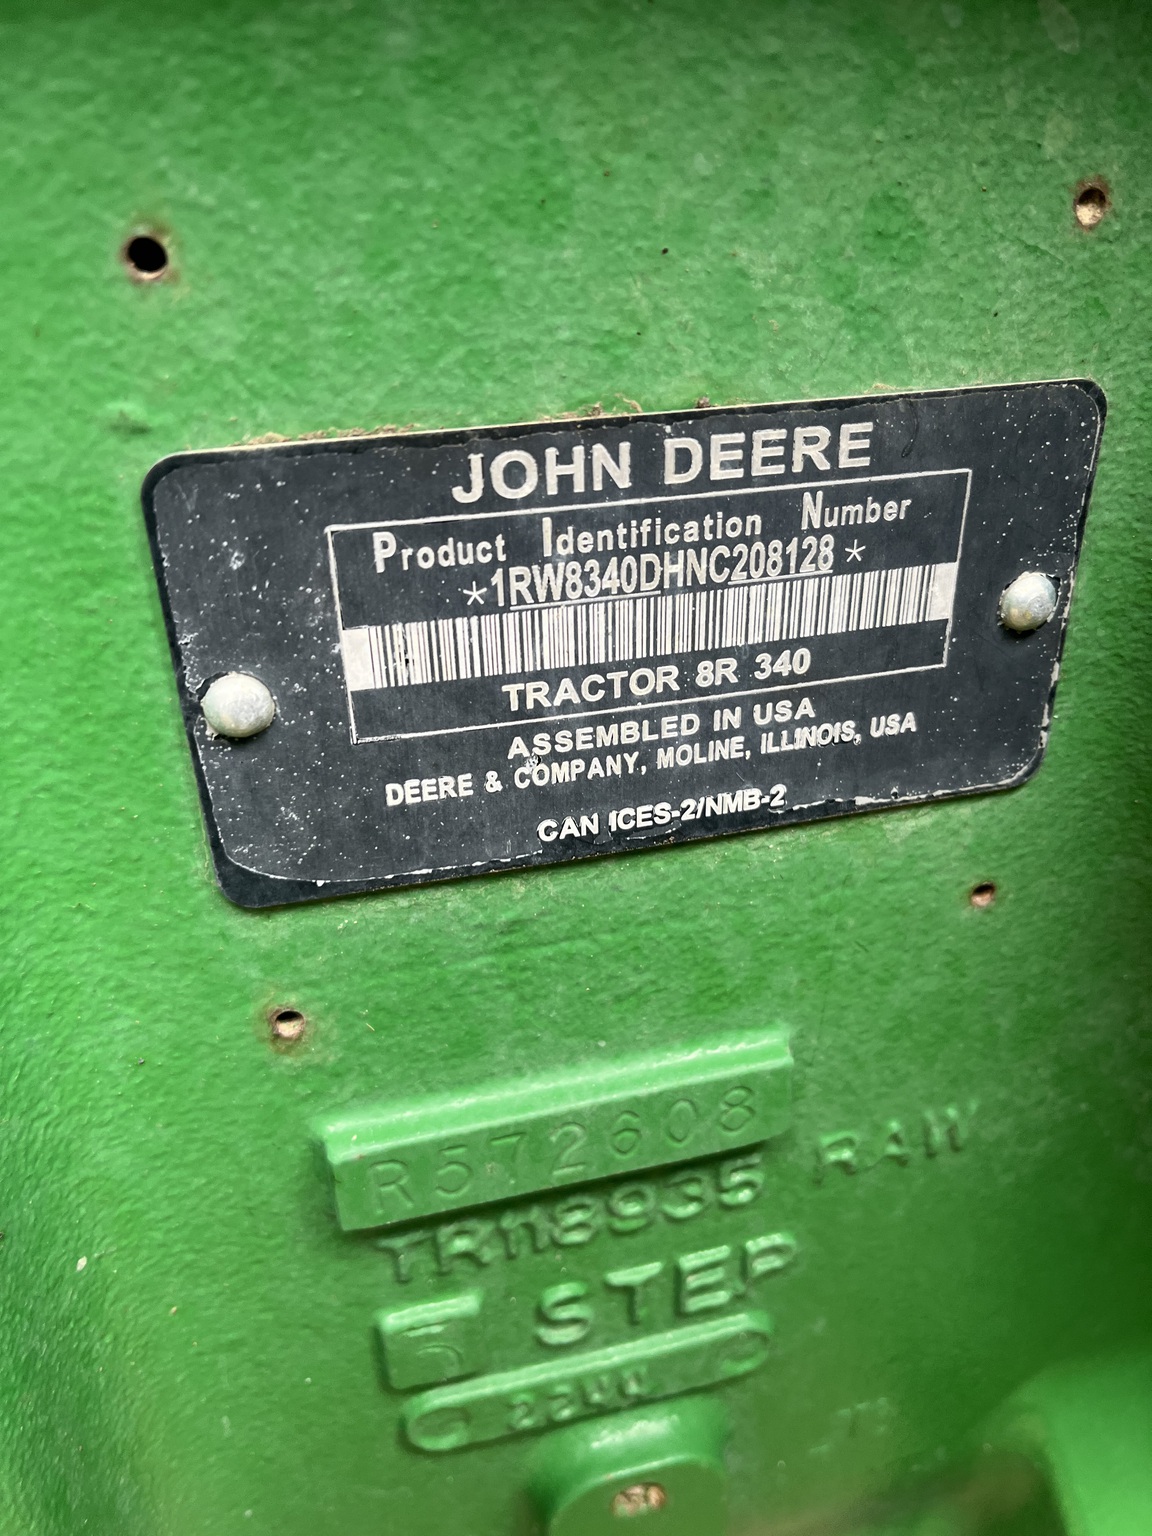 JOHN DEERE
Product Identification Number
*1RW8340DHNC208128*
TRACTOR 8R 340
ASSEMBLED IN USA
DEERE & COMPANY, MOLINE, ILLINOIS, USA
CAN ICES-2/NMB-2
R572608
TR118935 RAW
STEP